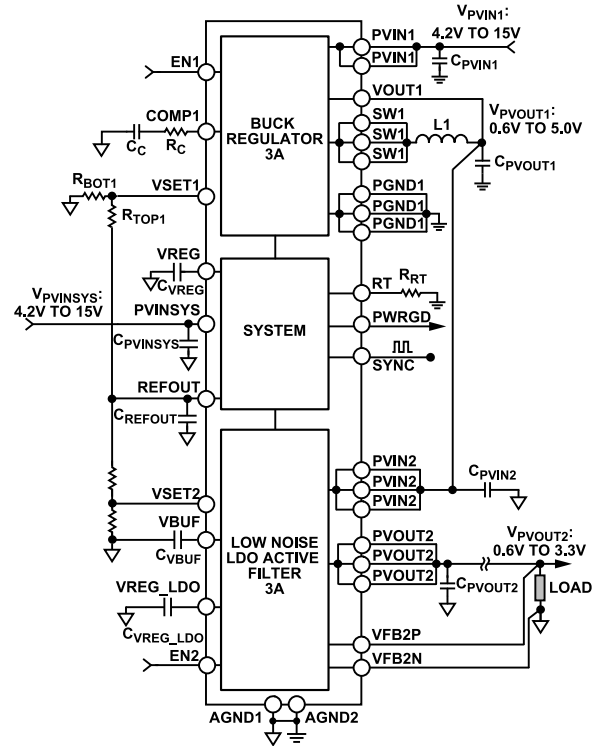 V_PVIN1:
4.2V TO 15V
PVIN1
PVIN1
C_PVIN1
EN1
VOUT1
COMP1
C_C
R_C
BUCK
REGULATOR
3A
SW1
SW1
SW1
L1
V_PVOUT1:
0.6V TO 5.0V
C_PVOUT1
R_BOT1
VSET1
R_TOP1
PGND1
PGND1
PGND1
VREG
C_VREG
V_PVINSYS:
4.2V TO 15V
PVINSYS
C_PVINSYS
SYSTEM
RT
R_RT
PWRGD
SYNC
REFOUT
C_REFOUT
VSET2
VBUF
C_VBUF
PVIN2
PVIN2
PVIN2
C_PVIN2
LOW NOISE
LDO ACTIVE
FILTER
3A
PVOUT2
PVOUT2
PVOUT2
C_PVOUT2
V_PVOUT2:
0.6V TO 3.3V
LOAD
VREG_LDO
C_VREG_LDO
EN2
VFB2P
VFB2N
AGND1
AGND2